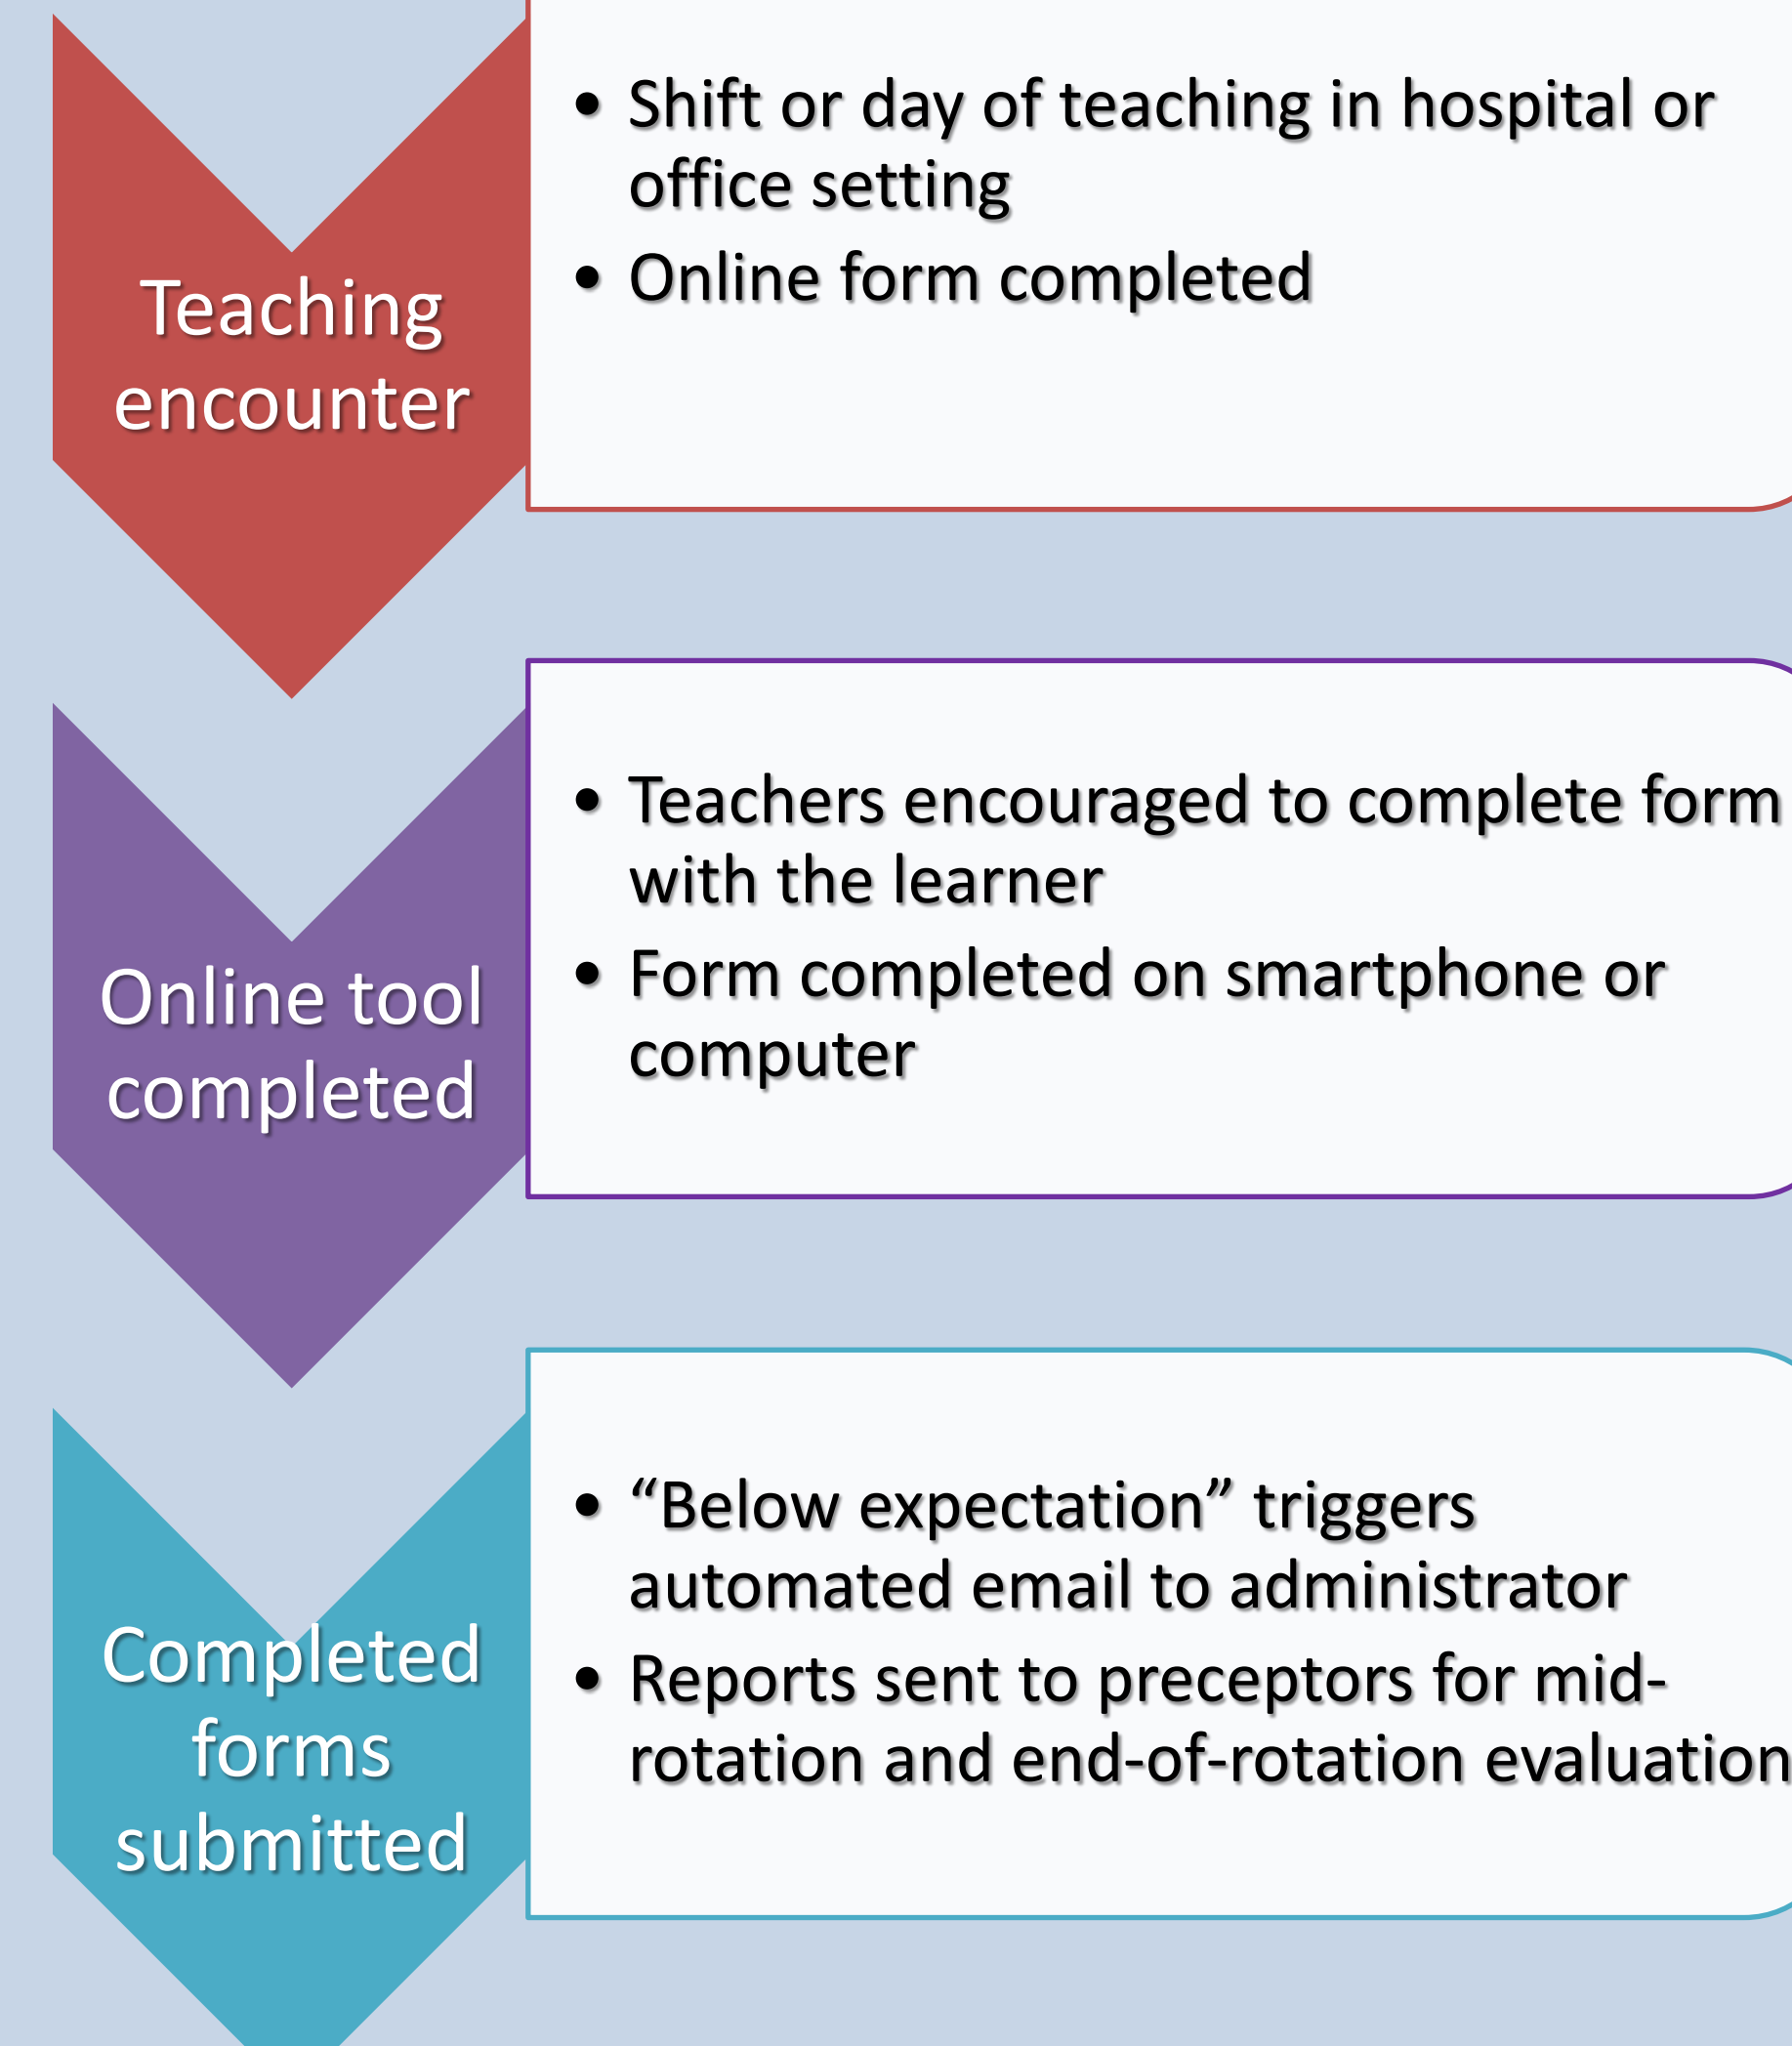 Teaching
encounter
• Shift or day of teaching in hospital or
office setting
• Online form completed
Online tool
completed
• Teachers encouraged to complete form
with the learner
• Form completed on smartphone or
computer
Completed
forms
submitted
• “Below expectation” triggers
automated email to administrator
• Reports sent to preceptors for mid-
rotation and end-of-rotation evaluation